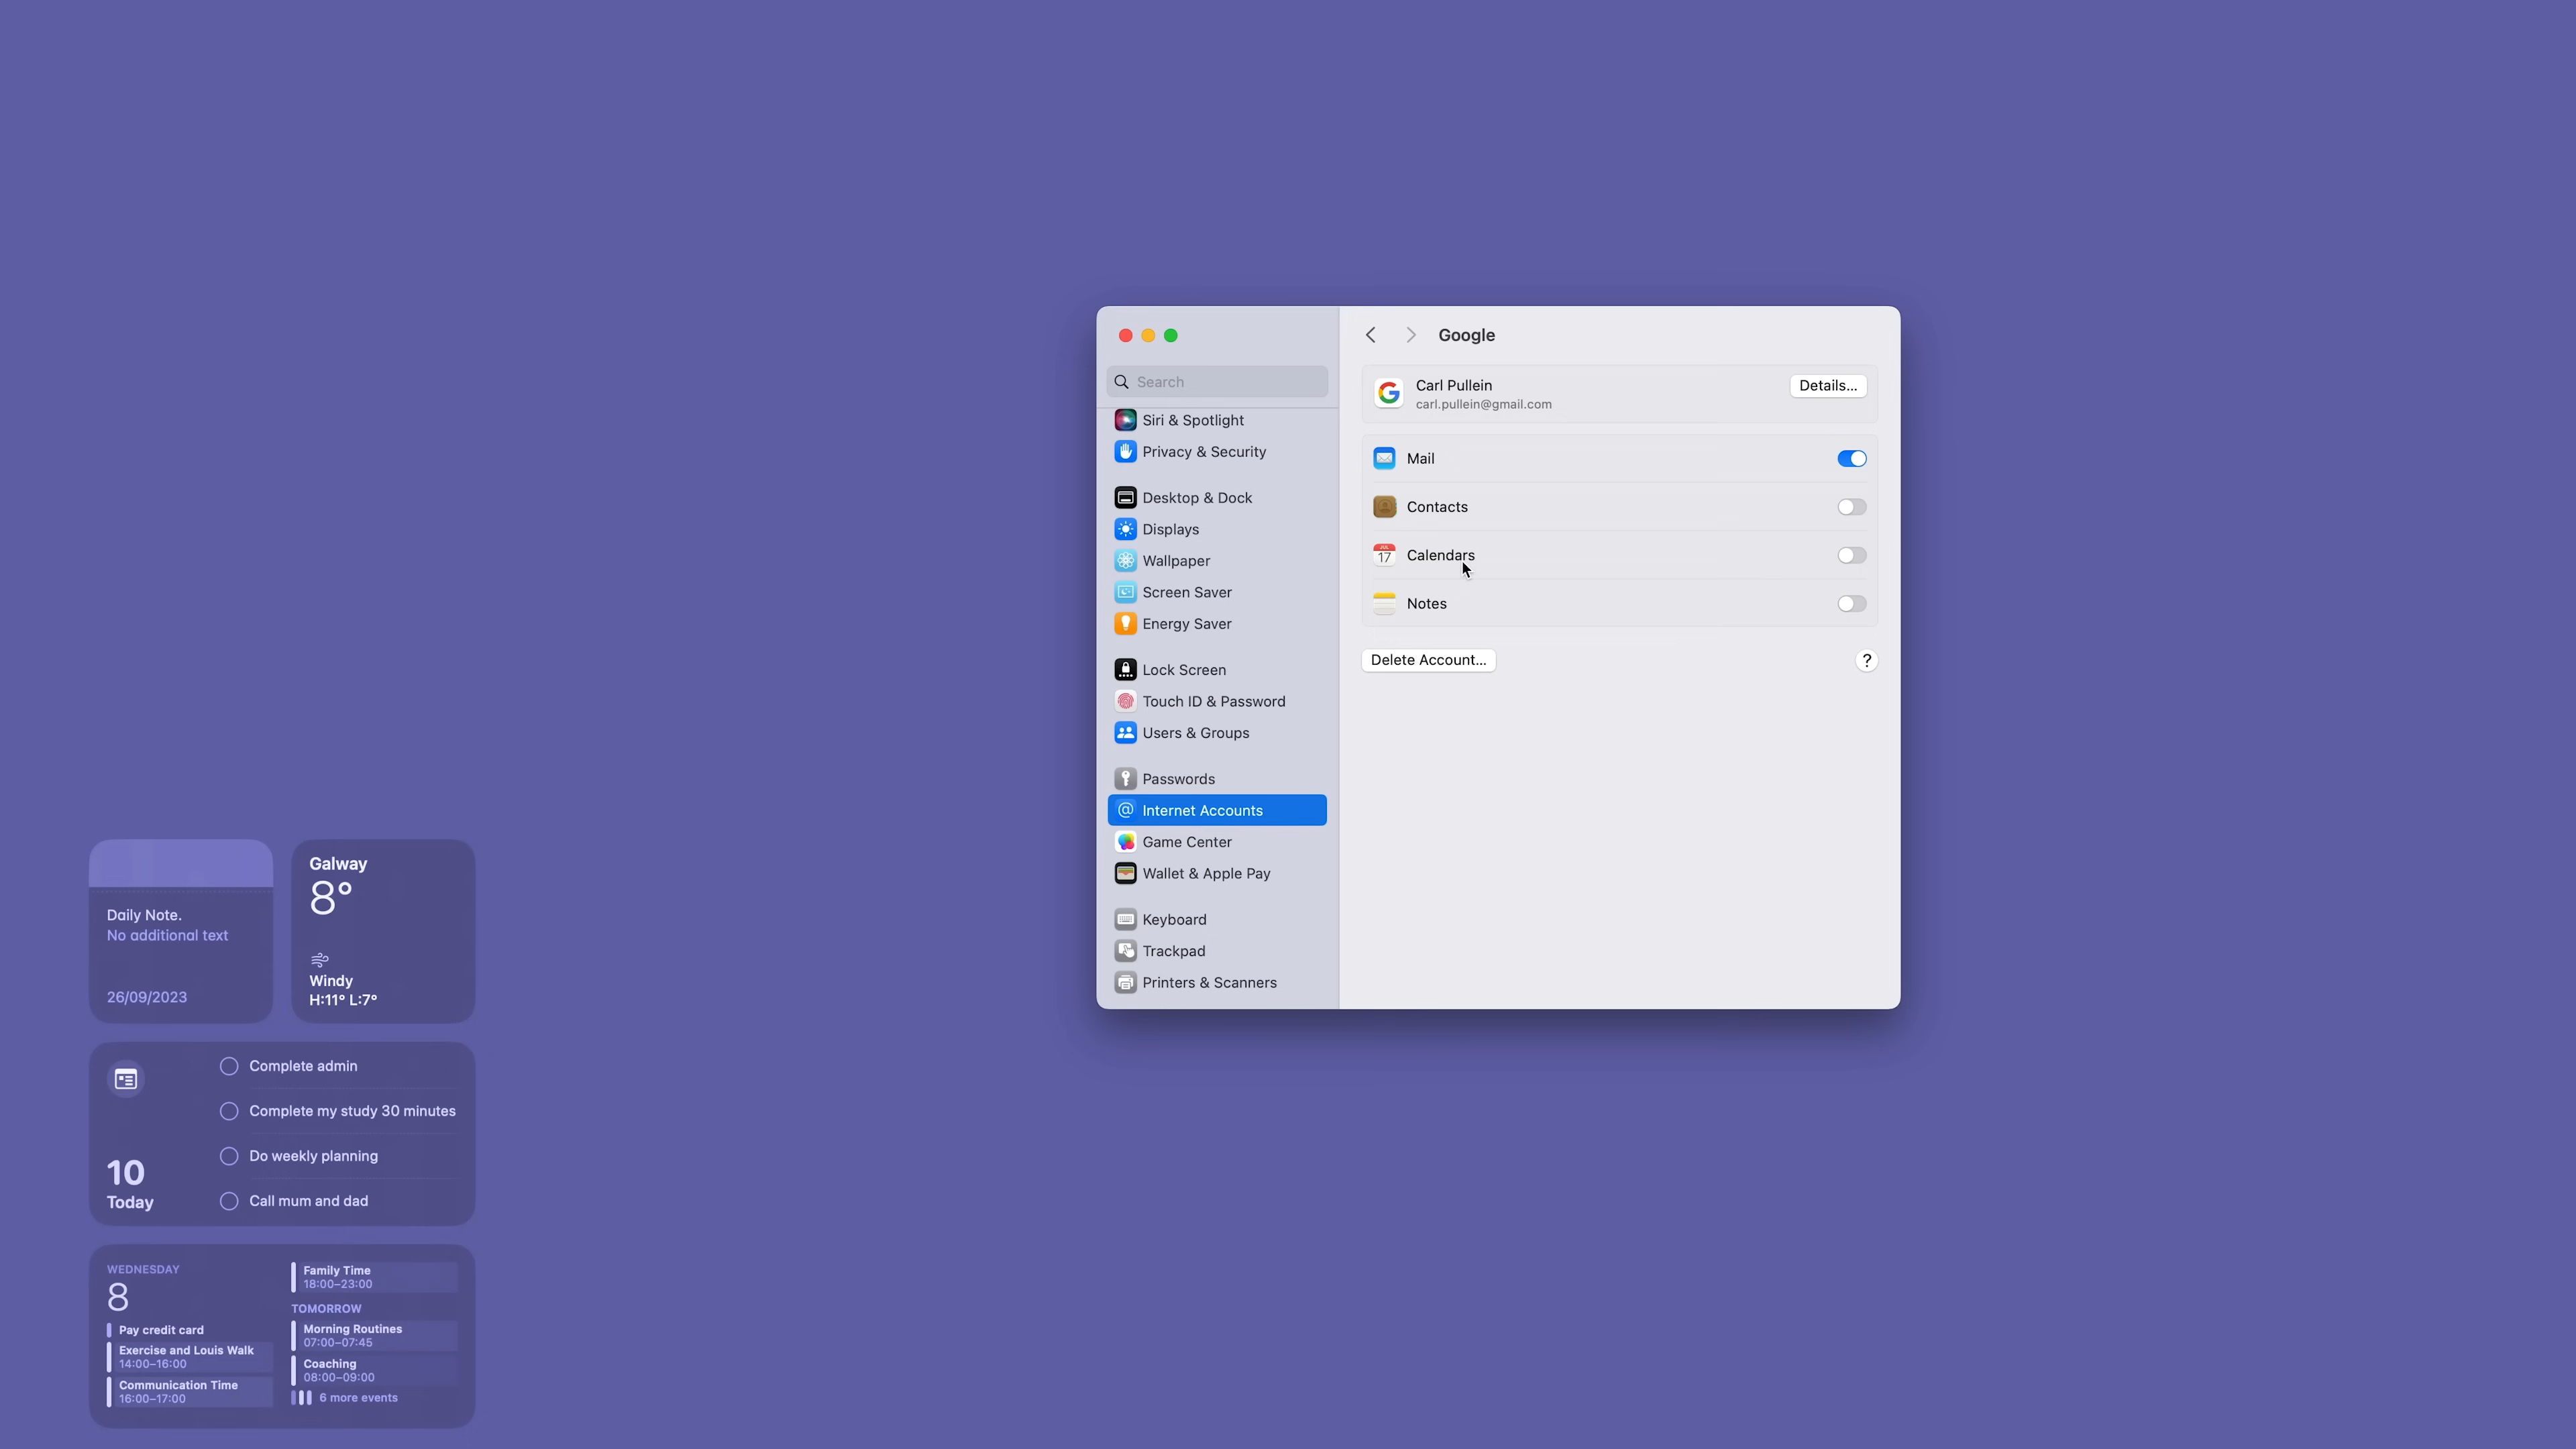 Google
Search
Siri & Spotlight
Privacy & Security
Desktop & Dock
Displays
Wallpaper
Screen Saver
Energy Saver
Lock Screen
Touch ID & Password
Users & Groups
Passwords
@ Internet Accounts
Game Center
Wallet & Apple Pay
Keyboard
Trackpad
Printers & Scanners
Carl Pullein
carl.pullein@gmail.com
Details...
Mail
Contacts
JUL
17
Calendars
Notes
Delete Account...
?
Daily Note.
No additional text
26/09/2023
Galway
8°
Windy
H:11° L:7°
10
Today
Complete admin
Complete my study 30 minutes
Do weekly planning
Call mum and dad
WEDNESDAY
8
Pay credit card
Exercise and Louis Walk
14:00–16:00
Communication Time
16:00–17:00
Family Time
18:00–23:00
TOMORROW
Morning Routines
07:00–07:45
Coaching
08:00–09:00
6 more events